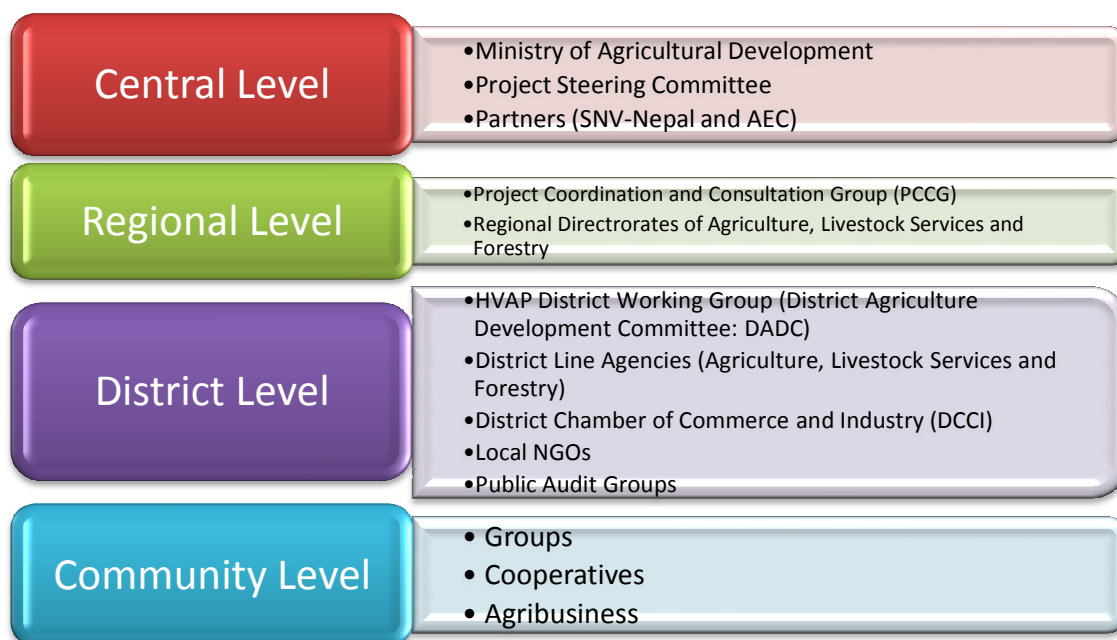 Central Level
•Ministry of Agricultural Development
•Project Steering Committee
•Partners (SNV-Nepal and AEC)
Regional Level
•Project Coordination and Consultation Group (PCCG)
•Regional Directrorates of Agriculture, Livestock Services and
Forestry
District Level
•HVAP District Working Group (District Agriculture
Development Committee: DADC)
•District Line Agencies (Agriculture, Livestock Services and
Forestry)
•District Chamber of Commerce and Industry (DCCI)
•Local NGOs
•Public Audit Groups
Community Level
• Groups
• Cooperatives
• Agribusiness